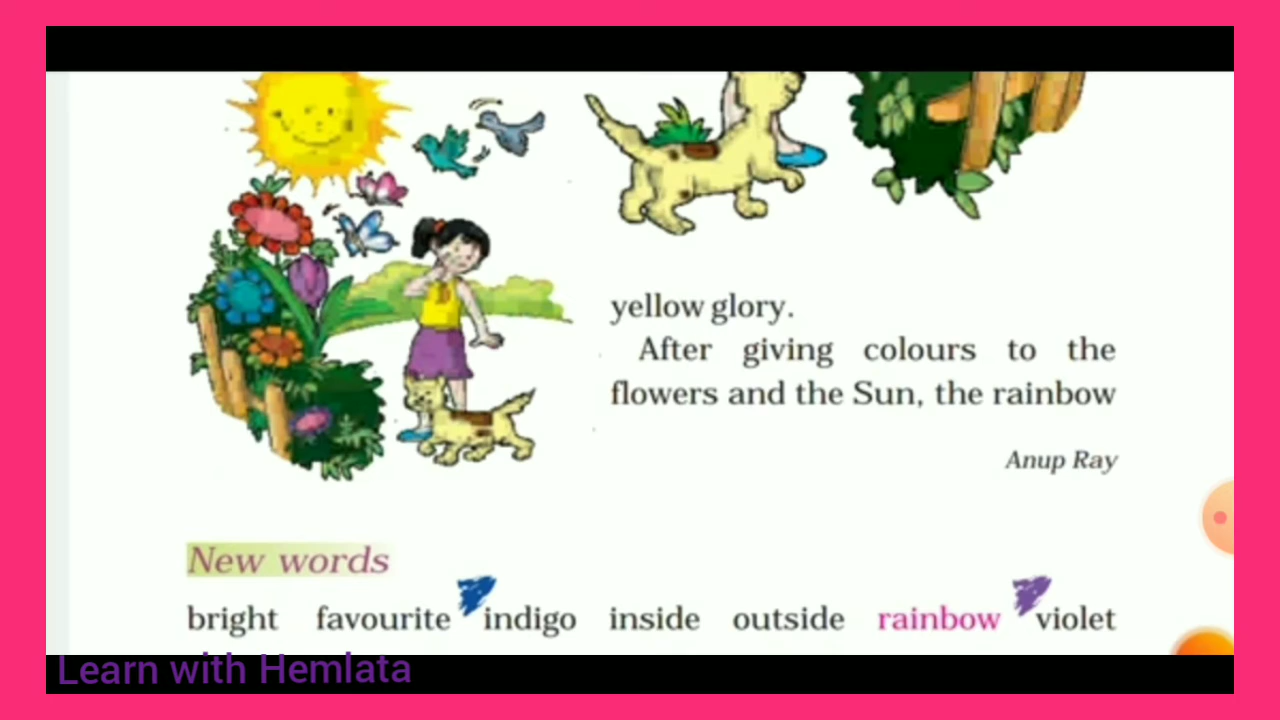 yellow glory.
After giving colours to the
flowers and the Sun, the rainbow
Anup Ray
New words
bright favourite indigo inside outside rainbow violet
Learn with Hemlata